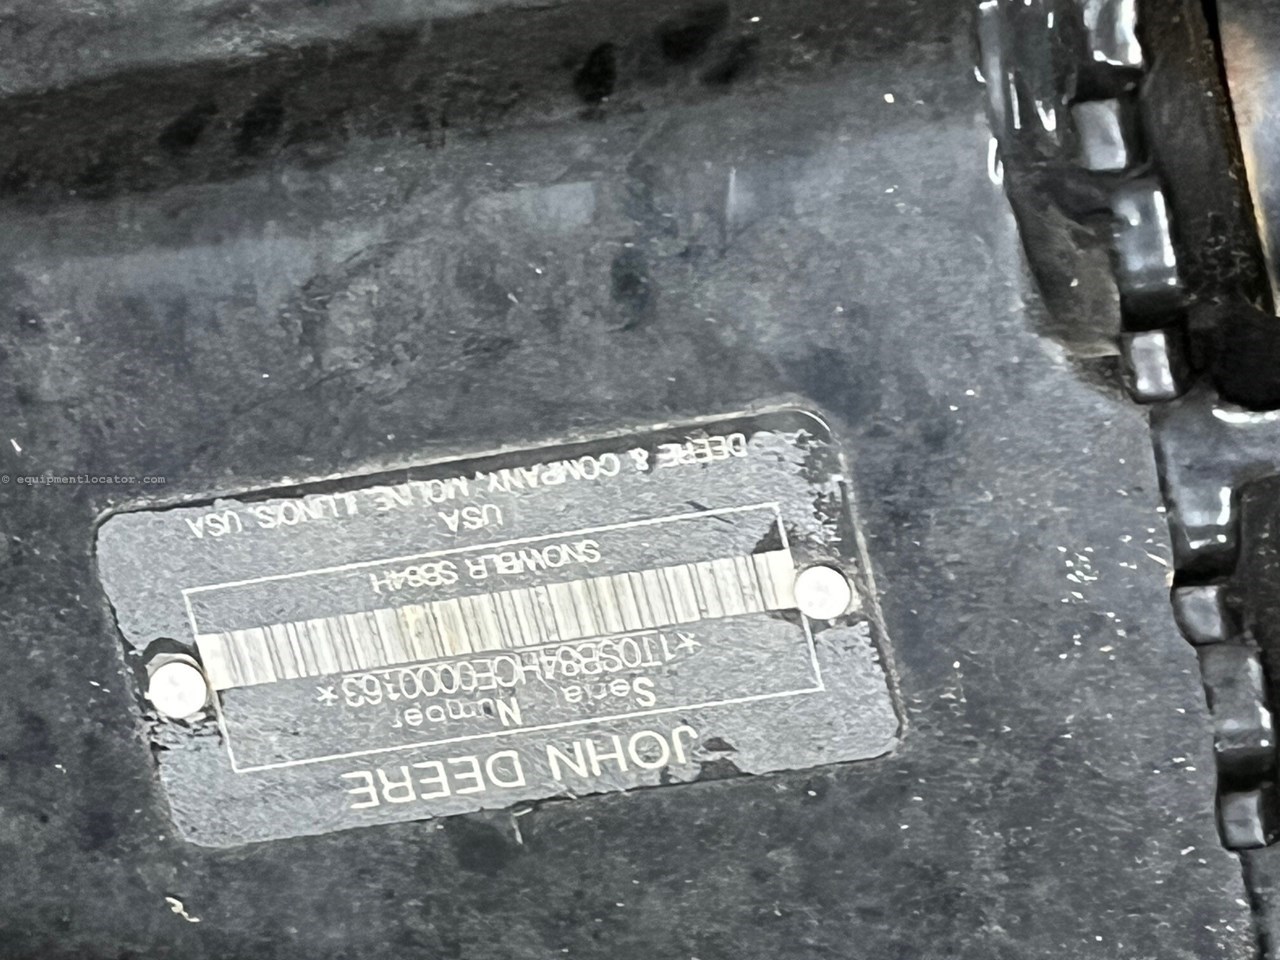 JOHN DEERE
Serial Number
*1T0SB84HCE0000163*
SNOWBLR SB84H
USA
DEERE & COMPANY, MOLINE, ILLINOIS, USA
© equipmentlocator.com